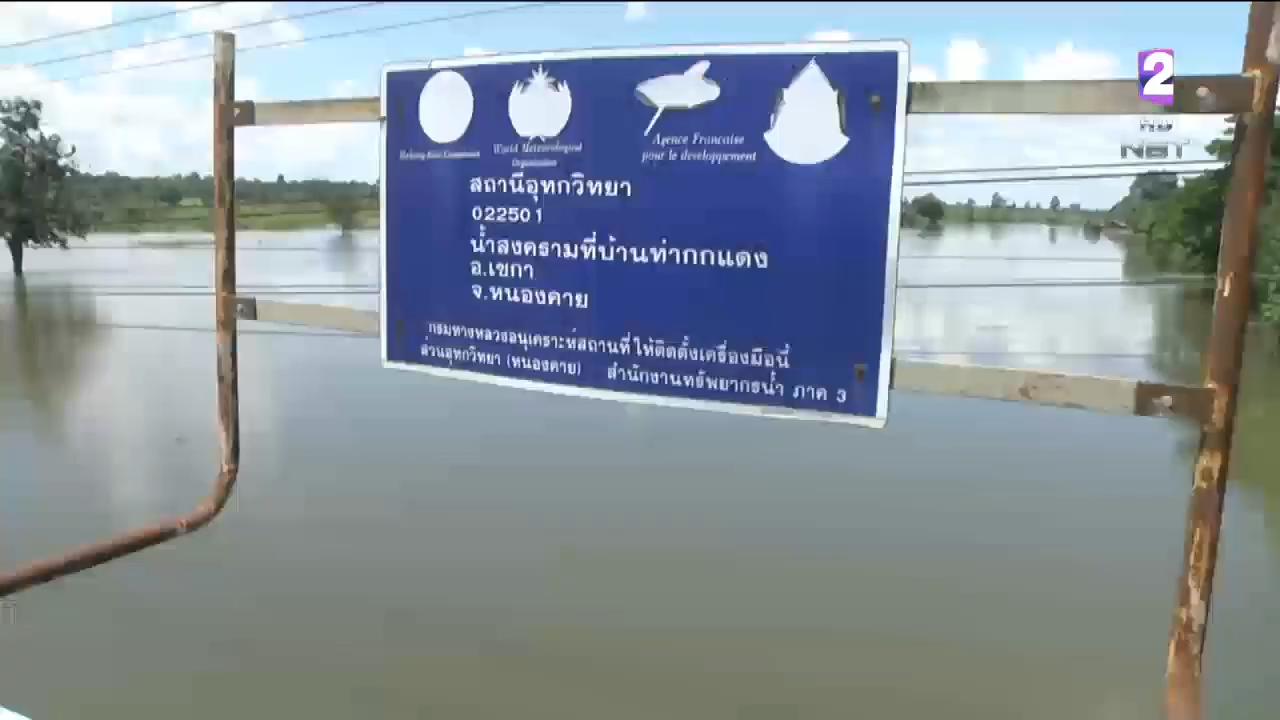 Mekong River Commission
World Meteorological
Organization
Agence Francaise
pour le developpement
สถานีอุทกวิทยา
022501
น้ำสงครามที่บ้านท่ากกแดง
อ.เซกา
จ.หนองคาย
กรมทางหลวงอนุเคราะห์สถานที่ให้ติดตั้งเครื่องมือนี้
ส่วนอุทกวิทยา (หนองคาย) สำนักงานทรัพยากรน้ำ ภาค 3
2
HD
NBT